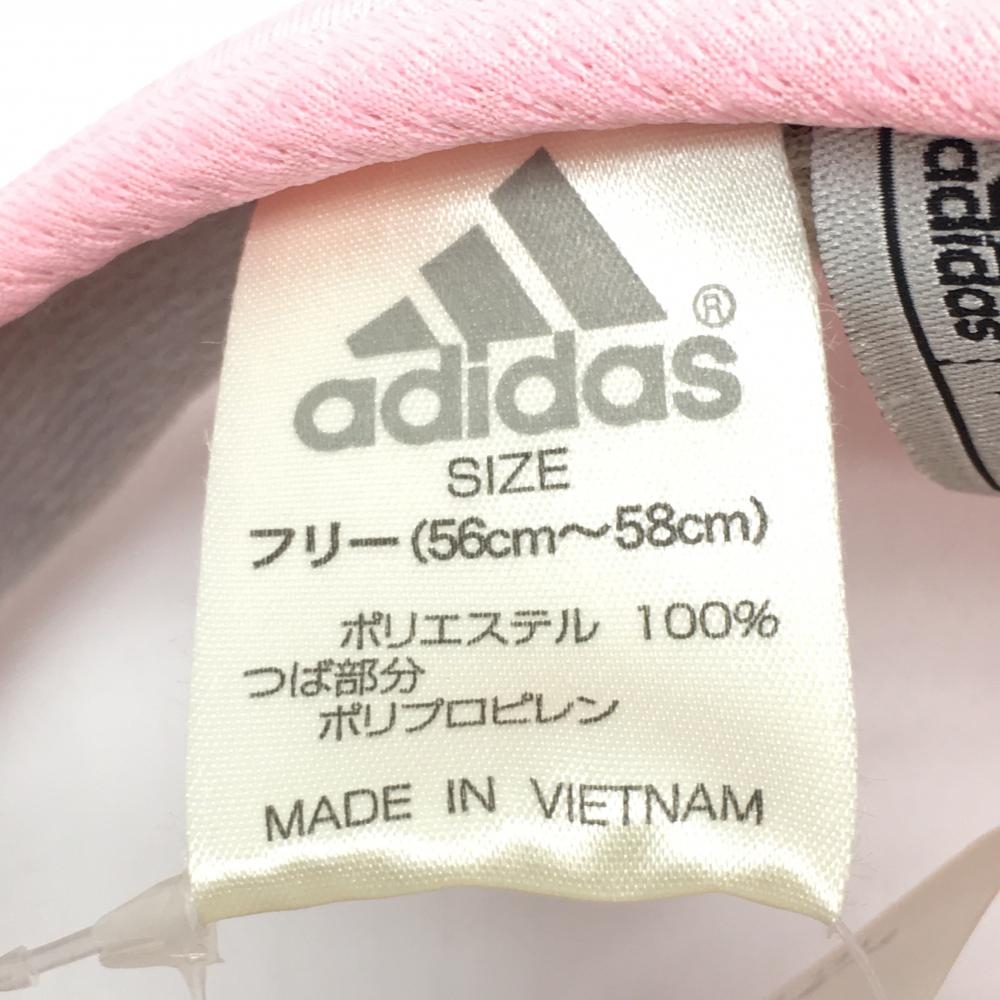 adidas®
SIZE
フリー(56cm〜58cm)
ポリエステル 100%
つば部分
ポリプロピレン
MADE IN VIETNAM
adidas
adidas